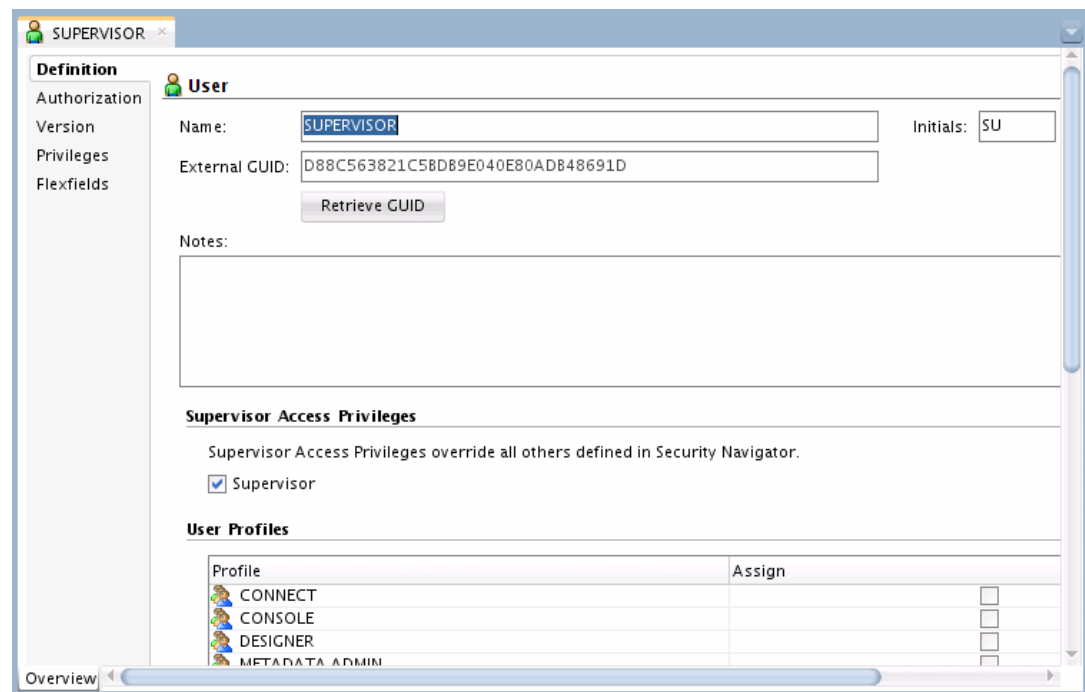 SUPERVISOR
Definition
Authorization
Version
Privileges
Flexfields
User
Name: SUPERVISOR Initials: SU
External GUID: D88C563821C5BDB9E040E80ADB48691D
Retrieve GUID
Notes:
Supervisor Access Privileges
Supervisor Access Privileges override all others defined in Security Navigator.
Supervisor
User Profiles
Profile Assign
CONNECT
CONSOLE
DESIGNER
METADATA ADMIN
Overview